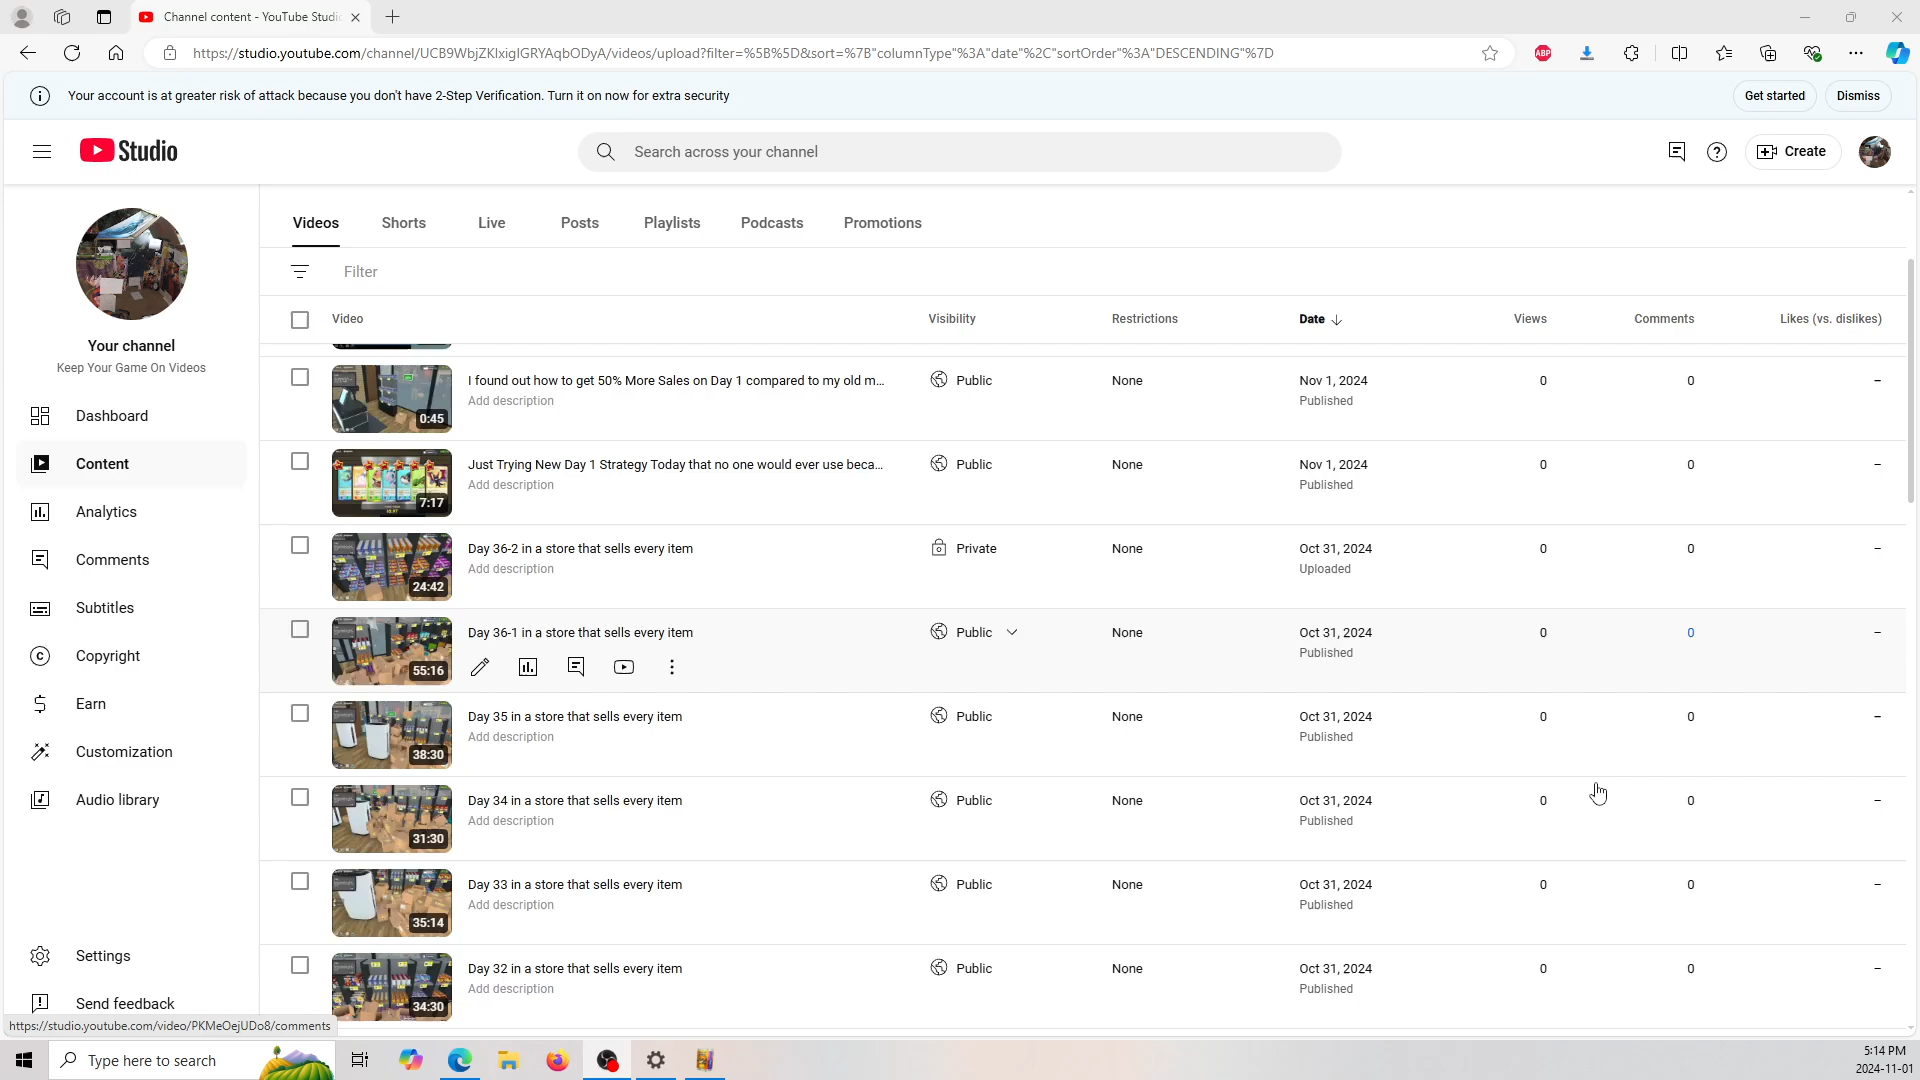 Channel content - YouTube Studio
https://studio.youtube.com/channel/UCB9WbjZKlxigIGRYAqbODyA/videos/upload?filter=%5B%5D&sort=%7B"columnType"%3A"date"%2C"sortOrder"%3A"DESCENDING"%7D
ABP
Your account is at greater risk of attack because you don't have 2-Step Verification. Turn it on now for extra security
Get started
Dismiss
Studio
Search across your channel
Create
Your channel
Keep Your Game On Videos
Dashboard
Content
Analytics
Comments
Subtitles
Copyright
Earn
Customization
Audio library
Settings
Send feedback
Videos Shorts Live Posts Playlists Podcasts Promotions
Filter
Video Visibility Restrictions Date Views Comments Likes (vs. dislikes)
I found out how to get 50% More Sales on Day 1 compared to my old m... Public None Nov 1, 2024 0 0 –
0:45 Add description Published
Just Trying New Day 1 Strategy Today that no one would ever use beca... Public None Nov 1, 2024 0 0 –
7:17 Add description Published
Day 36-2 in a store that sells every item Private None Oct 31, 2024 0 0 –
24:42 Add description Uploaded
Day 36-1 in a store that sells every item Public None Oct 31, 2024 0 0 –
55:16 Published
Day 35 in a store that sells every item Public None Oct 31, 2024 0 0 –
38:30 Add description Published
Day 34 in a store that sells every item Public None Oct 31, 2024 0 0 –
31:30 Add description Published
Day 33 in a store that sells every item Public None Oct 31, 2024 0 0 –
35:14 Add description Published
Day 32 in a store that sells every item Public None Oct 31, 2024 0 0 –
34:30 Add description Published
https://studio.youtube.com/video/PKMeOejUDo8/comments
Type here to search
5:14 PM
2024-11-01